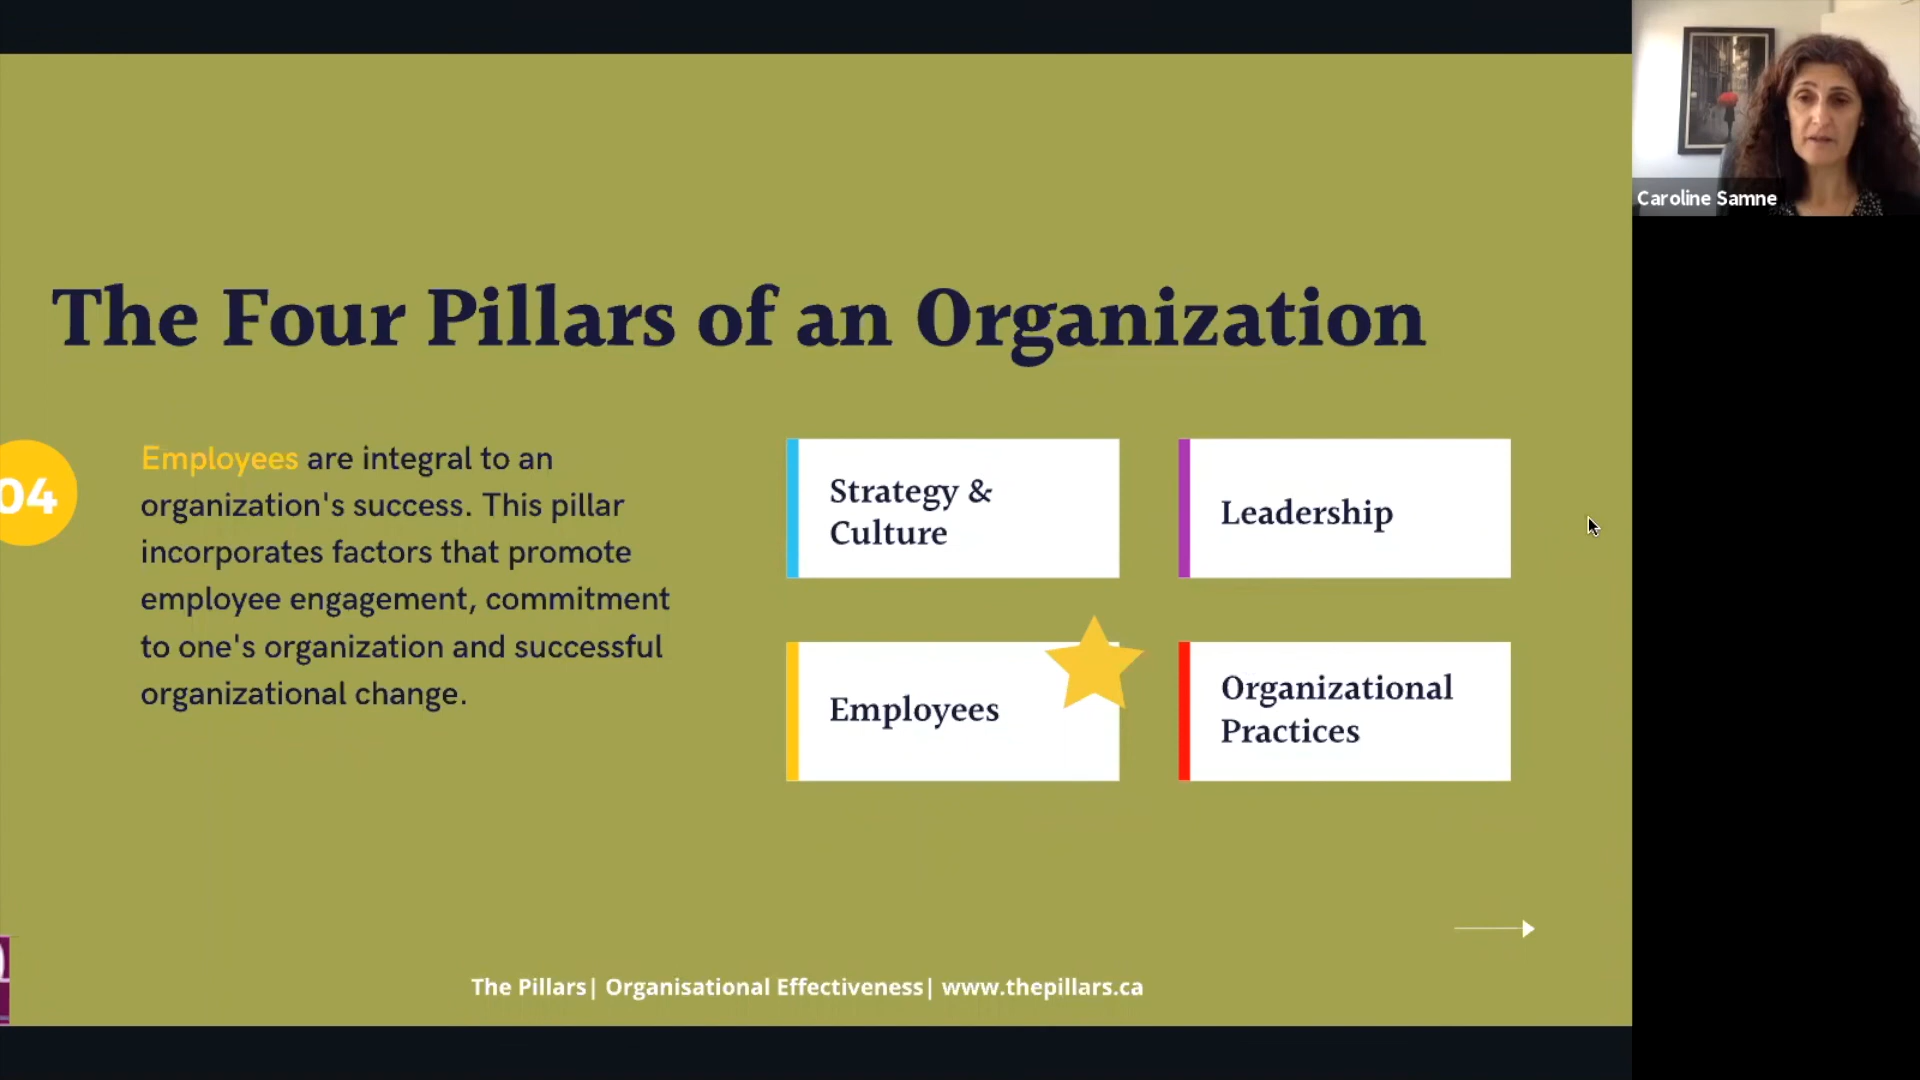 Caroline Samne
The Four Pillars of an Organization
04
Employees are integral to an
organization's success. This pillar
incorporates factors that promote
employee engagement, commitment
to one's organization and successful
organizational change.
Strategy &
Culture
Leadership
Employees
Organizational
Practices
The Pillars| Organisational Effectiveness| www.thepillars.ca